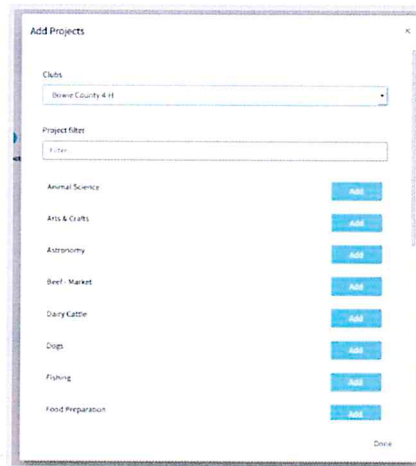 Add Projects ×
Clubs
Bowie County 4-H
Project filter
Filter
Animal Science Add
Arts & Crafts Add
Astronomy Add
Beef - Market Add
Dairy Cattle Add
Dogs Add
Fishing Add
Food Preparation Add
Done